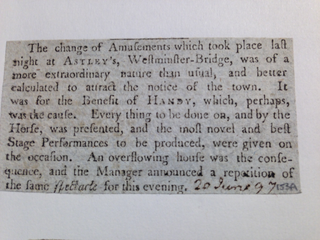 The change of Amusements which took place last
night at ASTLEY's, Westminster-Bridge, was of a
more extraordinary nature than usual, and better
calculated to attract the notice of the town. It
was for the Benefit of HANDY, which, perhaps,
was the cause. Every thing to be done on, and by the
Horse, was presented, and the most novel and best
Stage Performances to be produced, were given on
the occasion. An overflowing house was the conse-
quence, and the Manager announced a repetition of
the same spectacle for this evening. 20 June 97